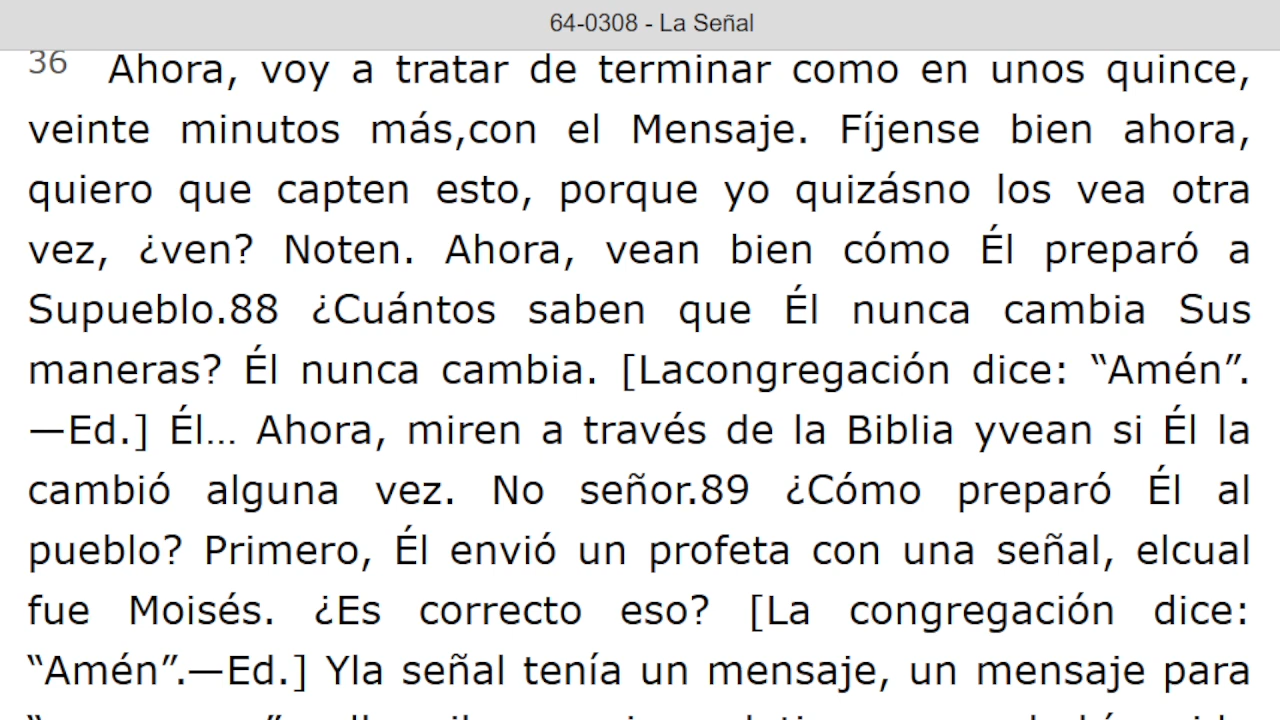 64-0308 - La Señal
36 Ahora, voy a tratar de terminar como en unos quince,
veinte minutos más,con el Mensaje. Fíjense bien ahora,
quiero que capten esto, porque yo quizásno los vea otra
vez, ¿ven? Noten. Ahora, vean bien cómo Él preparó a
Supueblo.88 ¿Cuántos saben que Él nunca cambia Sus
maneras? Él nunca cambia. [Lacongregación dice: “Amén”.
—Ed.] Él... Ahora, miren a través de la Biblia yvean si Él la
cambió alguna vez. No señor.89 ¿Cómo preparó Él al
pueblo? Primero, Él envió un profeta con una señal, elcual
fue Moisés. ¿Es correcto eso? [La congregación dice:
“Amén”.—Ed.] Yla señal tenía un mensaje, un mensaje para